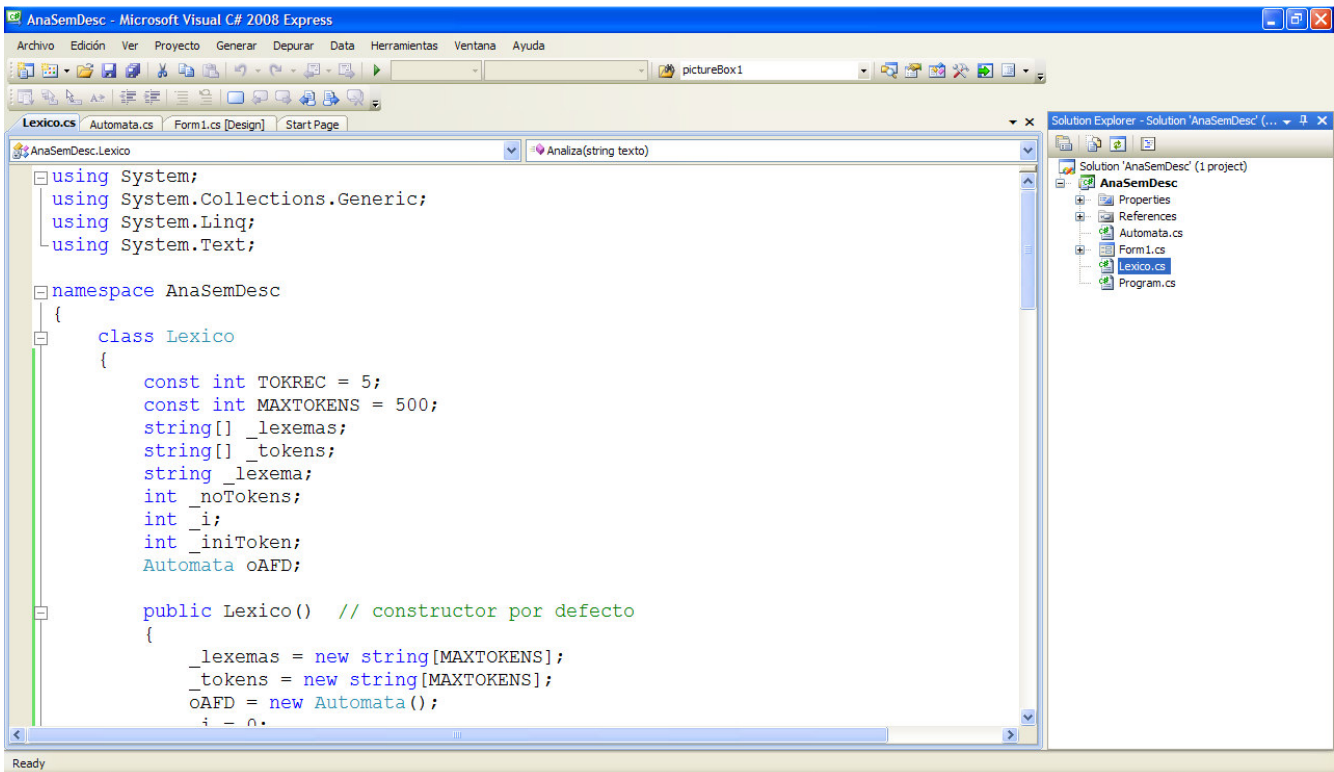 AnaSemDesc - Microsoft Visual C# 2008 Express
Archivo Edición Ver Proyecto Generar Depurar Data Herramientas Ventana Ayuda
pictureBox1
Lexico.cs Automata.cs Form1.cs [Design] Start Page
AnaSemDesc.Lexico Analiza(string texto)
using System;
using System.Collections.Generic;
using System.Linq;
using System.Text;
namespace AnaSemDesc
{
class Lexico
{
const int TOKREC = 5;
const int MAXTOKENS = 500;
string[] _lexemas;
string[] _tokens;
string _lexema;
int _noTokens;
int _i;
int _iniToken;
Automata oAFD;
public Lexico() // constructor por defecto
{
_lexemas = new string[MAXTOKENS];
_tokens = new string[MAXTOKENS];
oAFD = new Automata();
_i = 0;
Ready
Solution Explorer - Solution 'AnaSemDesc' (...
Solution 'AnaSemDesc' (1 project)
AnaSemDesc
Properties
References
Automata.cs
Form1.cs
Lexico.cs
Program.cs